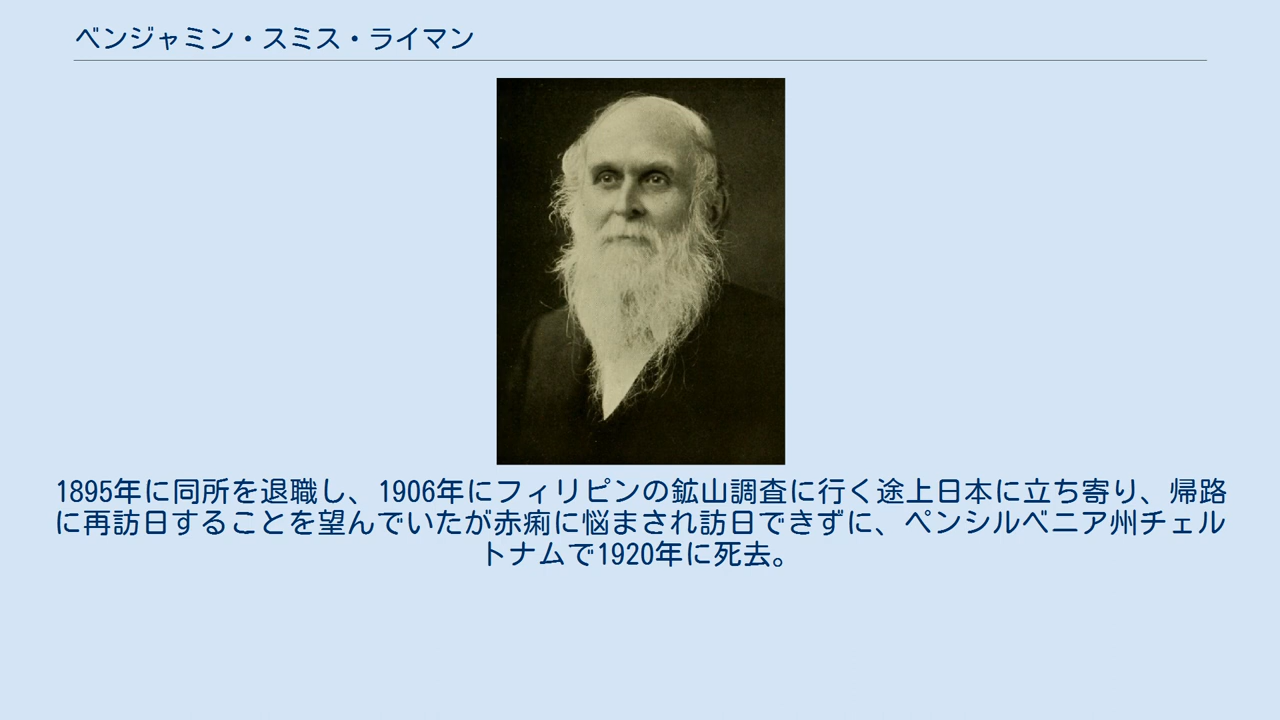 ベンジャミン・スミス・ライマン
1895年に同所を退職し、1906年にフィリピンの鉱山調査に行く途上日本に立ち寄り、帰路
に再訪日することを望んでいたが赤痢に悩まされ訪日できずに、ペンシルベニア州チェル
トナムで1920年に死去。